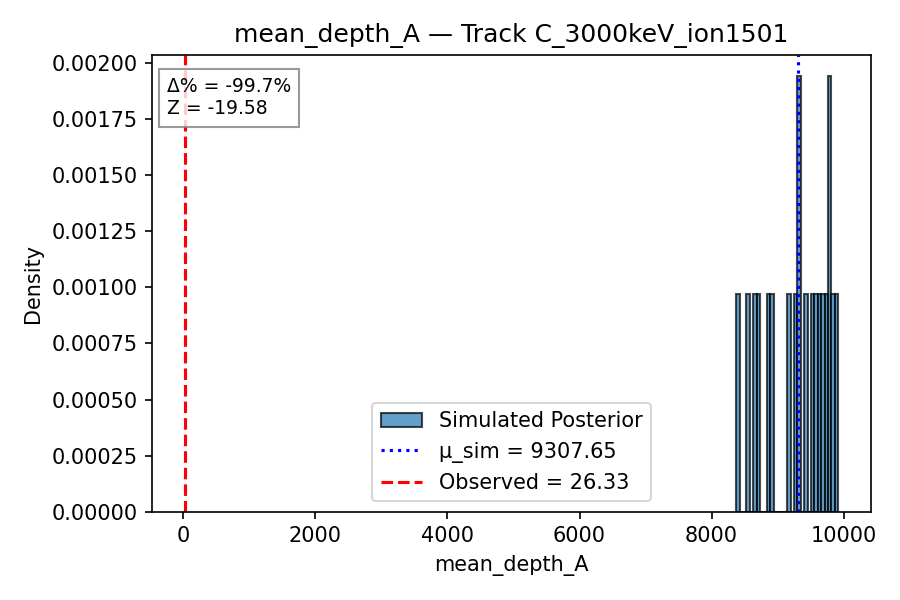 mean_depth_A — Track C_3000keV_ion1501
Δ% = -99.7%
Z = -19.58
Density
0.00200
0.00175
0.00150
0.00125
0.00100
0.00075
0.00050
0.00025
0.00000
Simulated Posterior
μ_sim = 9307.65
Observed = 26.33
0 2000 4000 6000 8000 10000
mean_depth_A